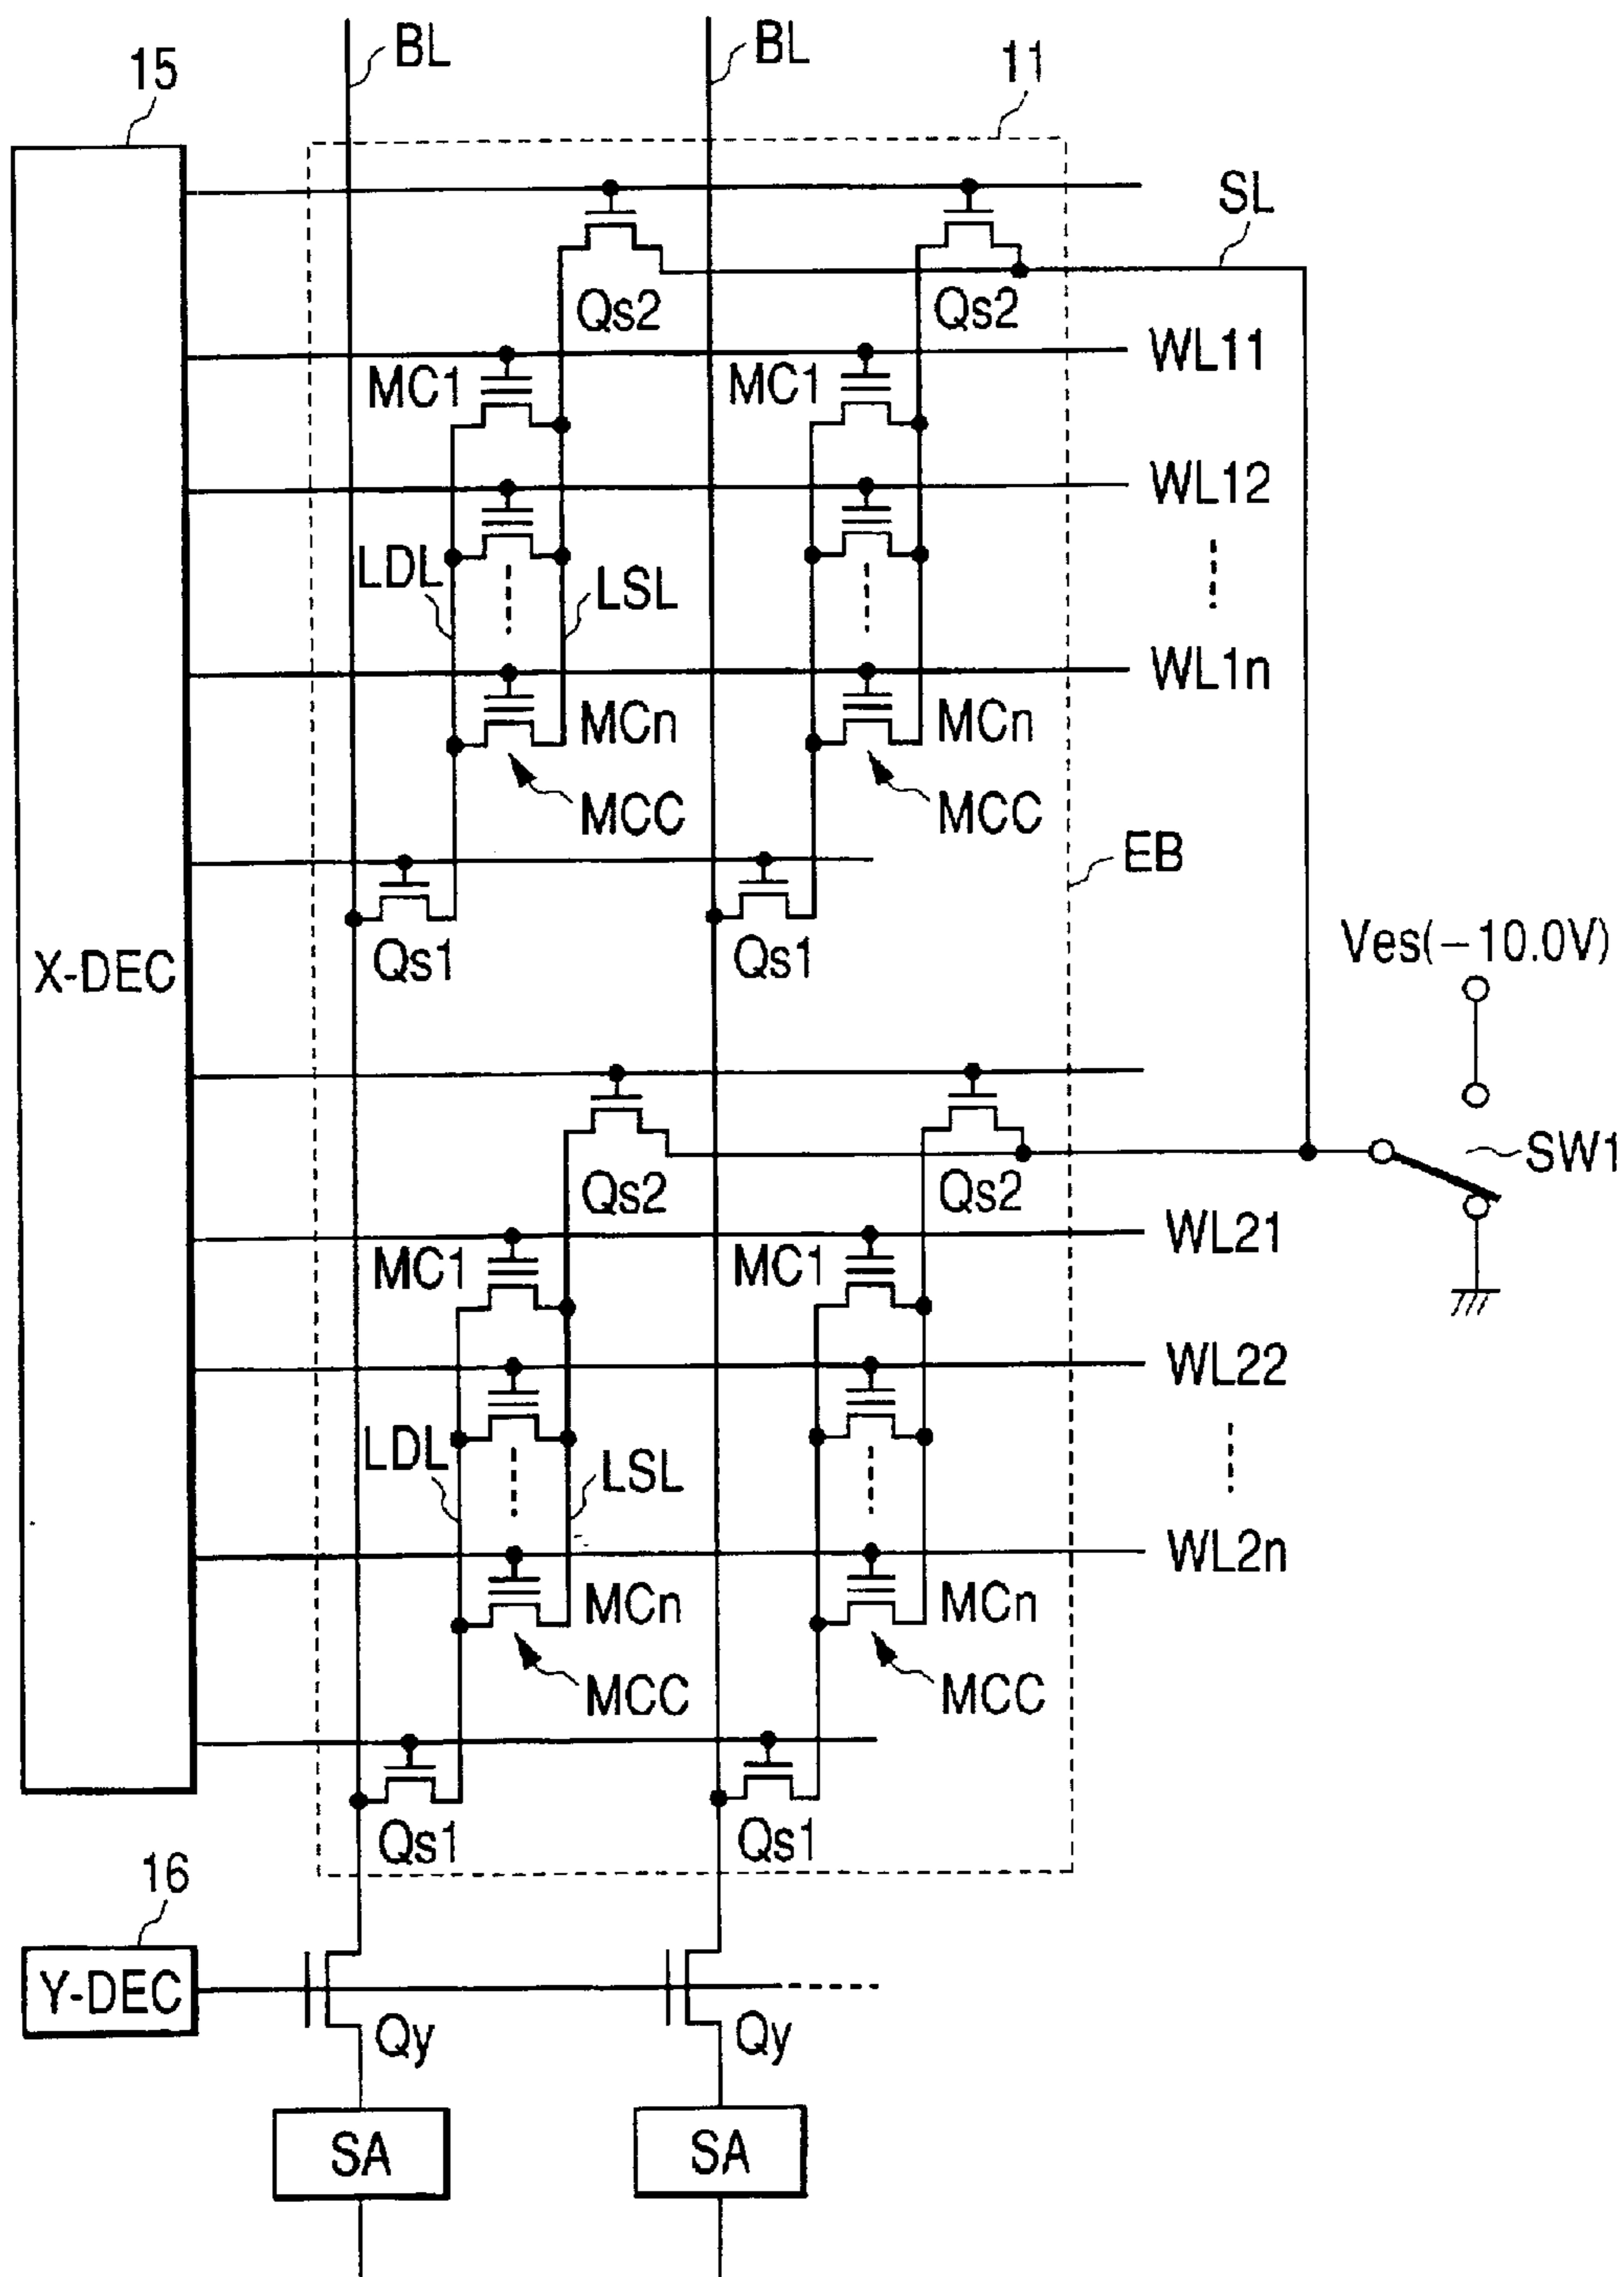 15 BL BL 11
SL
Qs2 Qs2
MC1 MC1 WL11
WL12
LDL LSL
WL1n
MCn MCn
MCC MCC
EB
X-DEC Qs1 Qs1 Ves(−10.0V)
Qs2 Qs2 SW1
MC1 MC1 WL21
WL22
LDL LSL
WL2n
MCn MCn
MCC MCC
Qs1 Qs1
16
Y-DEC
Qy Qy
SA SA